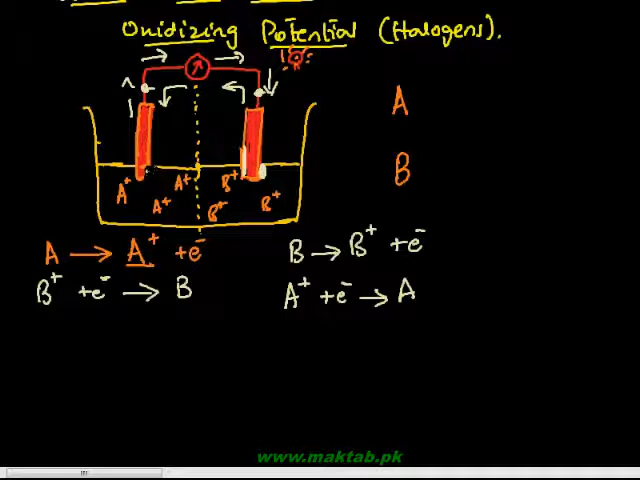 Oxidizing Potential (Halogens).
A
B
A⁺ A⁺ A⁺ B⁺ B⁺ B⁺
A → A⁺ + e⁻
B → B⁺ + e⁻
B⁺ + e⁻ → B
A⁺ + e⁻ → A
www.maktab.pk